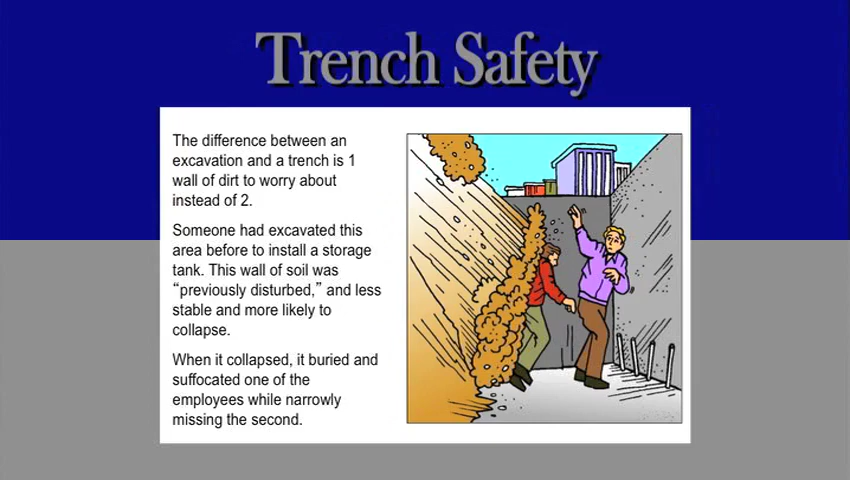 Trench Safety
The difference between an
excavation and a trench is 1
wall of dirt to worry about
instead of 2.
Someone had excavated this
area before to install a storage
tank. This wall of soil was
“previously disturbed,” and less
stable and more likely to
collapse.
When it collapsed, it buried and
suffocated one of the
employees while narrowly
missing the second.